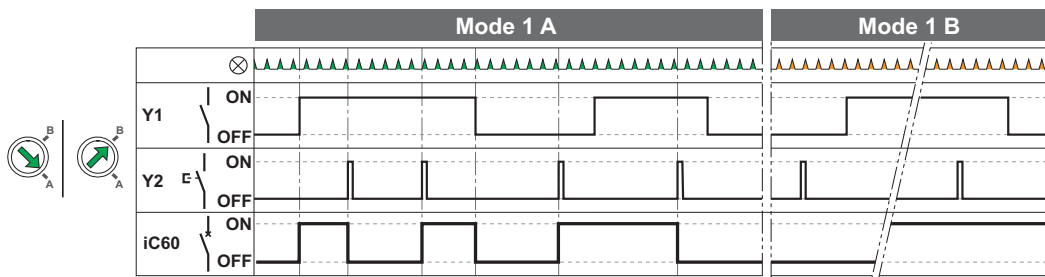 Mode 1 A
Mode 1 B
Y1
ON
OFF
Y2
ON
OFF
iC60
ON
OFF
B
A
B
A